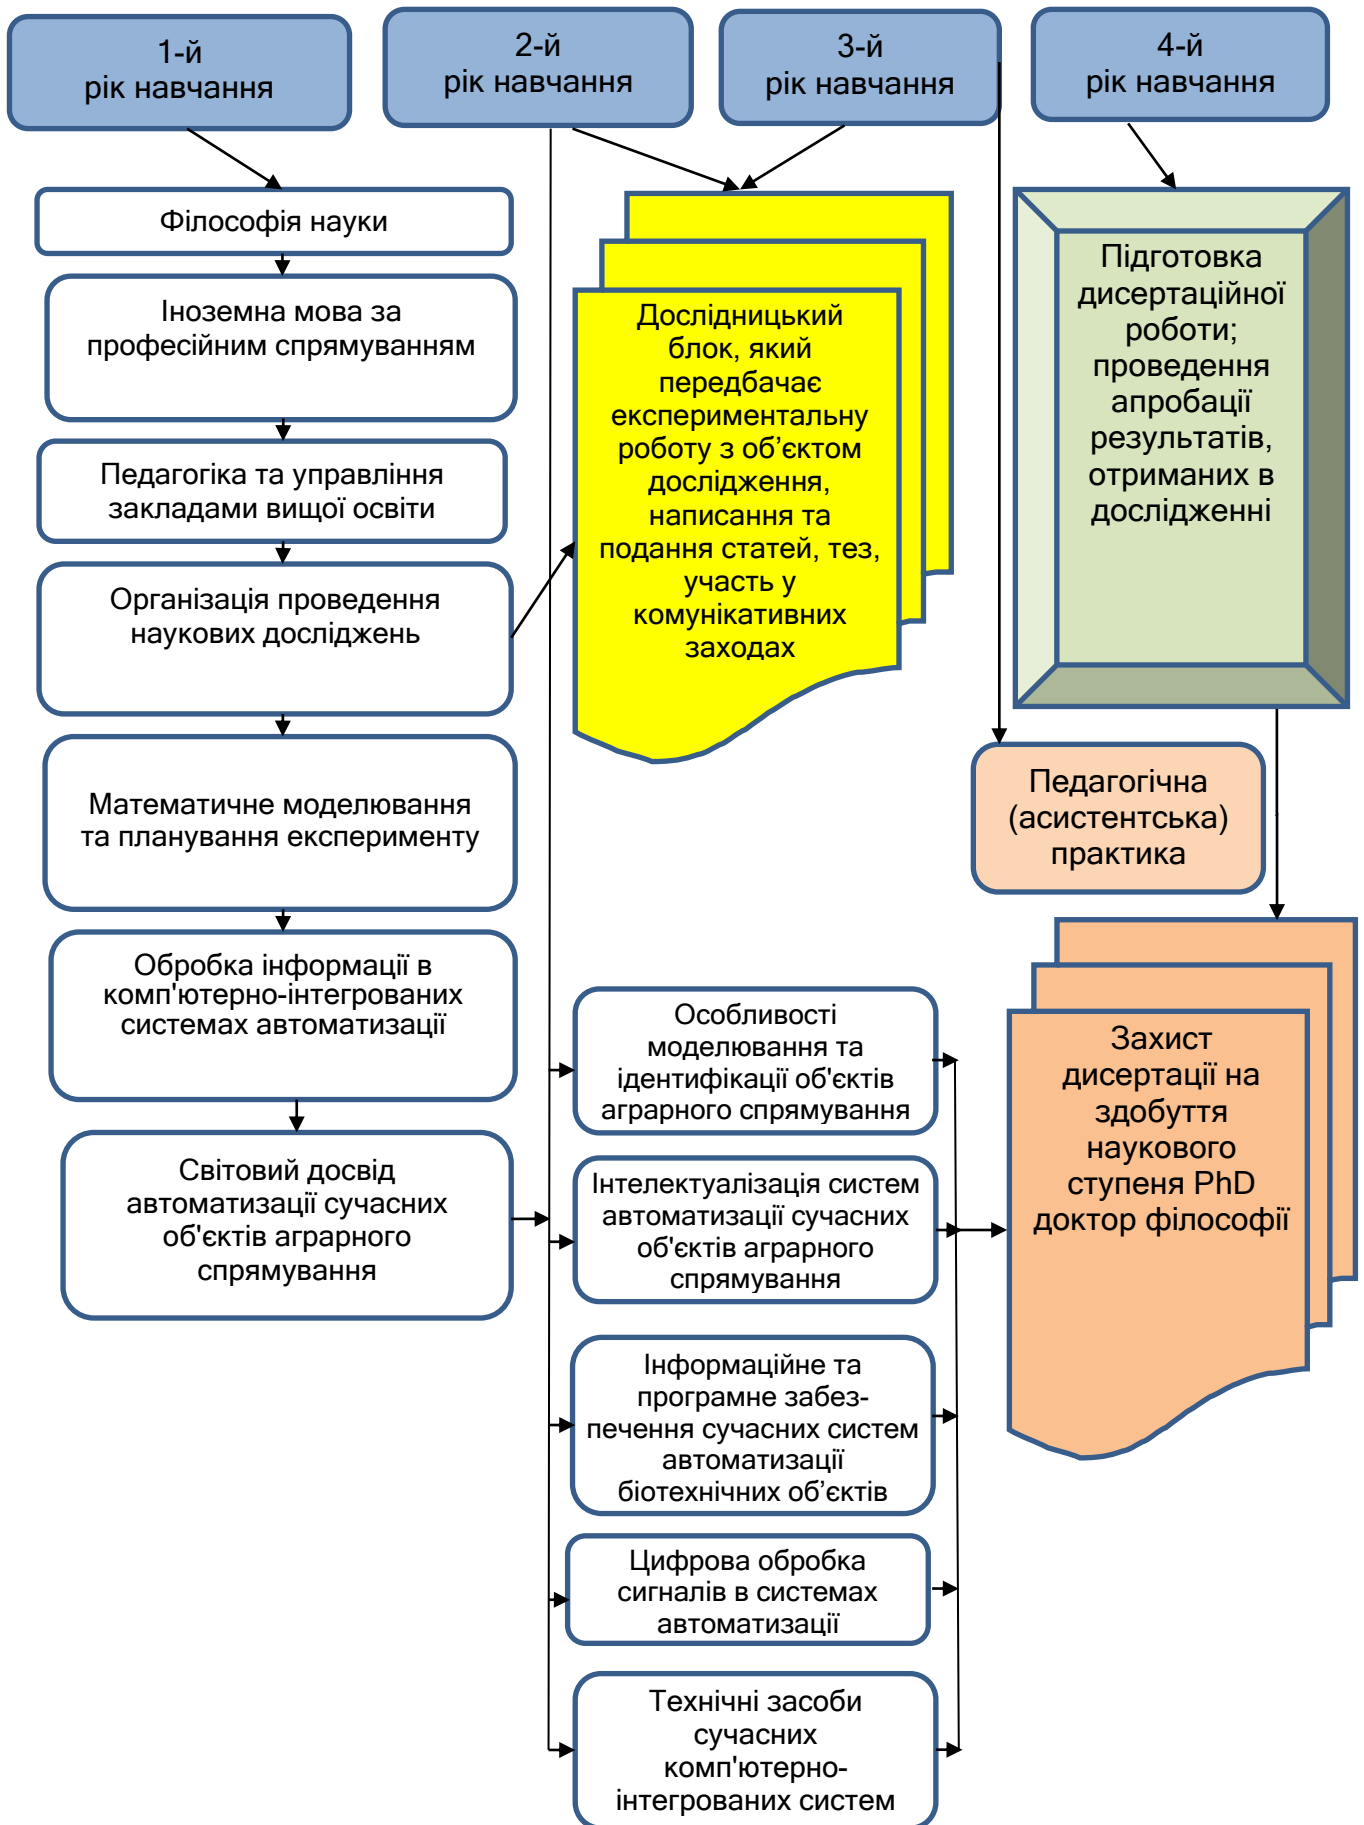 1-й
рік навчання
2-й
рік навчання
3-й
рік навчання
4-й
рік навчання
Філософія науки
Іноземна мова за
професійним спрямуванням
Педагогіка та управління
закладами вищої освіти
Організація проведення
наукових досліджень
Математичне моделювання
та планування експерименту
Обробка інформації в
комп'ютерно-інтегрованих
системах автоматизації
Світовий досвід
автоматизації сучасних
об'єктів аграрного
спрямування
Дослідницький
блок, який
передбачає
експериментальну
роботу з об’єктом
дослідження,
написання та
подання статей, тез,
участь у
комунікативних
заходах
Особливості
моделювання та
ідентифікації об'єктів
аграрного спрямування
Інтелектуалізація систем
автоматизації сучасних
об'єктів аграрного
спрямування
Інформаційне та
програмне забез-
печення сучасних систем
автоматизації
біотехнічних об’єктів
Цифрова обробка
сигналів в системах
автоматизації
Технічні засоби
сучасних
комп'ютерно-
інтегрованих систем
Підготовка
дисертаційної
роботи;
проведення
апробації
результатів,
отриманих в
дослідженні
Педагогічна
(асистентська)
практика
Захист
дисертації на
здобуття
наукового
ступеня PhD
доктор філософії